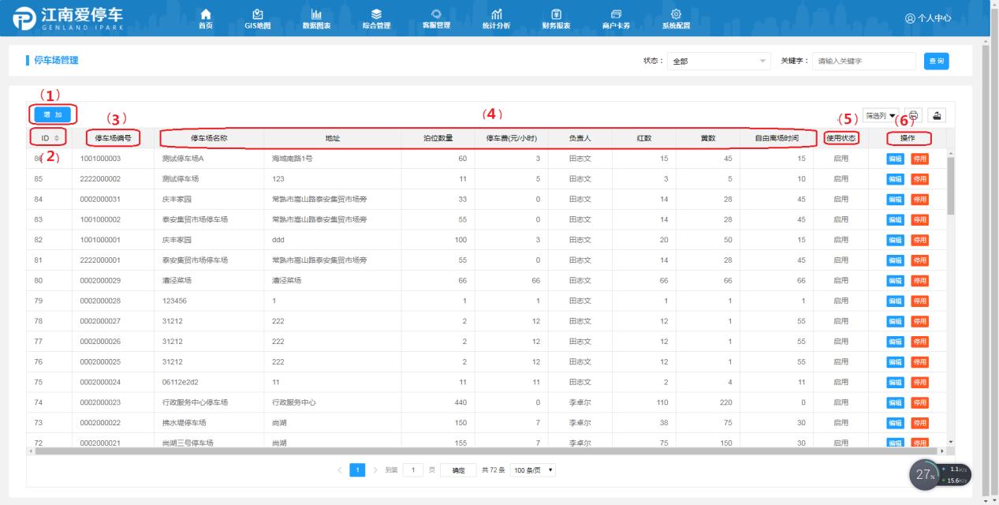 江南爱停车
GENLAND IPARK
首页 GIS地图 数据图表 综合管理 客服管理 统计分析 财务报表 商户卡券 系统配置 个人中心
停车场管理 状态： 全部 关键字： 请输入关键字 查询
（1） （3） （4） （5） （6）
增 加 筛选列
ID 停车场编号 停车场名称 地址 泊位数量 停车费(元/小时) 负责人 红数 黄数 自由离场时间 使用状态 操作
（2）
86 1001000003 测试停车场A 海域南路1号 60 3 田志文 15 45 15 启用 编辑 停用
85 2222000002 测试停车场 123 11 5 田志文 3 5 10 启用 编辑 停用
84 0002000031 庆丰家园 常熟市嵩山路泰安集贸市场旁 33 0 田志文 14 28 45 启用 编辑 停用
83 1001000002 泰安集贸市场停车场 常熟市嵩山路泰安集贸市场旁 55 0 田志文 14 28 45 启用 编辑 停用
82 1001000001 庆丰家园 ddd 100 3 田志文 20 50 15 启用 编辑 停用
81 2222000001 泰安集贸市场停车场 常熟市嵩山路泰安集贸市场旁 55 0 田志文 14 28 45 启用 编辑 停用
80 0002000029 漕泾菜场 漕泾菜场 66 66 田志文 66 66 66 启用 编辑 停用
79 0002000028 123456 1 1 1 田志文 1 1 1 启用 编辑 停用
78 0002000027 31212 222 2 12 田志文 12 1 55 启用 编辑 停用
77 0002000026 31212 222 2 12 田志文 12 1 55 启用 编辑 停用
76 0002000025 31212 222 2 12 田志文 12 1 55 启用 编辑 停用
75 0002000024 06112e2d2 11 11 11 田志文 2 4 11 启用 编辑 停用
74 0002000023 行政服务中心停车场 行政服务中心 440 0 李卓尔 110 220 0 启用 编辑 停用
73 0002000022 拂水堤停车场 尚湖 150 7 李卓尔 38 75 30 启用 编辑 停用
72 0002000021 尚湖三号停车场 尚湖 155 7 李卓尔 75 150 30 启用 编辑 停用
1 到第 1 页 确定 共 72 条 100 条/页
27% 1.1K/s
15.6K/s